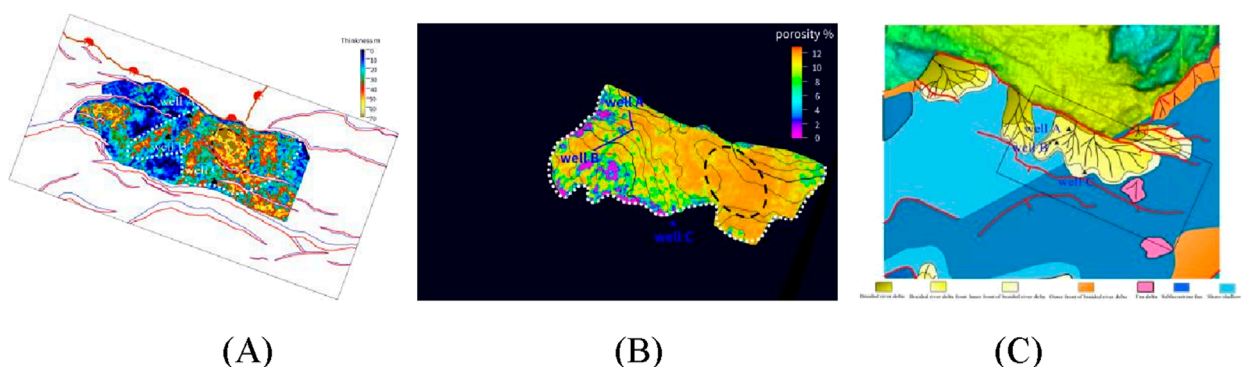 Thinkness m
0
10
20
30
40
50
60
70
well A
well C
(A)
porosity %
12
10
8
6
4
2
0
well A
well B
well C
(B)
well A
well B
well C
Braided river delta
Braided river delta front
Inner front of braided river delta
Outer front of braided river delta
Fan delta
Sublacustrine fan
Shore-shallow
(C)